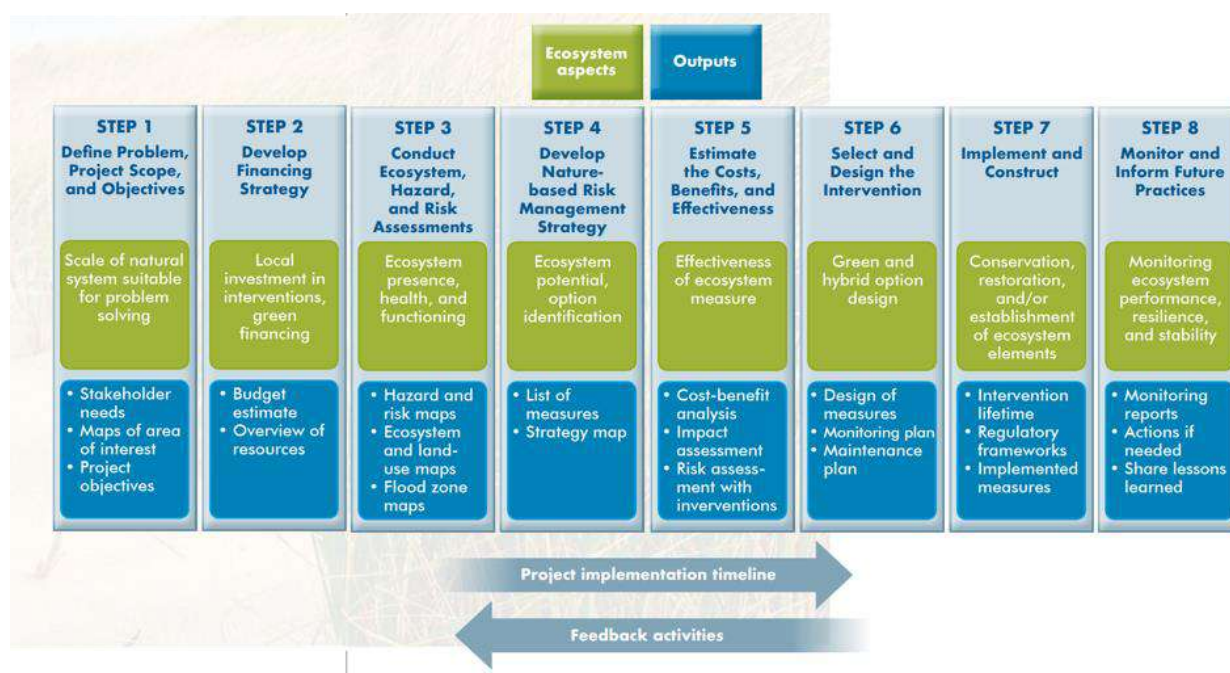 Ecosystem
aspects
Outputs
STEP 1
Define Problem,
Project Scope,
and Objectives
Scale of natural
system suitable
for problem
solving
• Stakeholder
needs
• Maps of area
of interest
• Project
objectives
STEP 2
Develop
Financing
Strategy
Local
investment in
interventions,
green
financing
• Budget
estimate
• Overview of
resources
STEP 3
Conduct
Ecosystem,
Hazard,
and Risk
Assessments
Ecosystem
presence,
health, and
functioning
• Hazard and
risk maps
• Ecosystem
and land-
use maps
• Flood zone
maps
STEP 4
Develop
Nature-
based Risk
Management
Strategy
Ecosystem
potential,
option
identification
• List of
measures
• Strategy map
STEP 5
Estimate
the Costs,
Benefits, and
Effectiveness
Effectiveness
of ecosystem
measure
• Cost-benefit
analysis
• Impact
assessment
• Risk assess-
ment with
inverventions
STEP 6
Select and
Design the
Intervention
Green and
hybrid option
design
• Design of
measures
• Monitoring plan
• Maintenance
plan
STEP 7
Implement and
Construct
Conservation,
restoration,
and/or
establishment
of ecosystem
elements
• Intervention
lifetime
• Regulatory
frameworks
• Implemented
measures
STEP 8
Monitor and
Inform Future
Practices
Monitoring
ecosystem
performance,
resilience,
and stability
• Monitoring
reports
• Actions if
needed
• Share lessons
learned
Project implementation timeline
Feedback activities